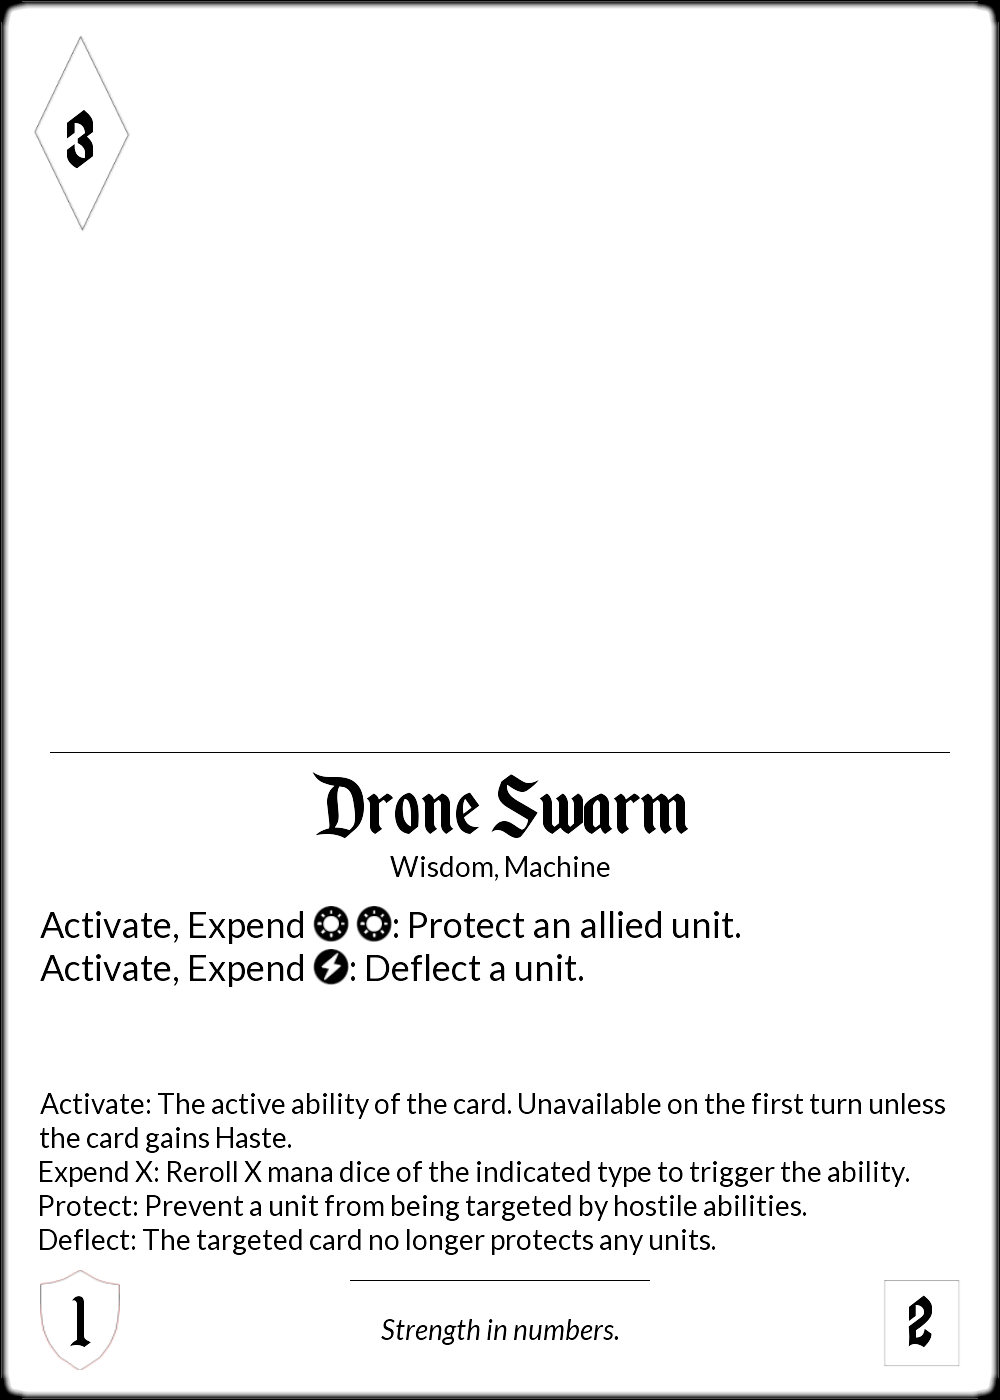 3
Drone Swarm
Wisdom, Machine
Activate, Expend : Protect an allied unit.
Activate, Expend : Deflect a unit.
Activate: The active ability of the card. Unavailable on the first turn unless
the card gains Haste.
Expend X: Reroll X mana dice of the indicated type to trigger the ability.
Protect: Prevent a unit from being targeted by hostile abilities.
Deflect: The targeted card no longer protects any units.
1
Strength in numbers.
2